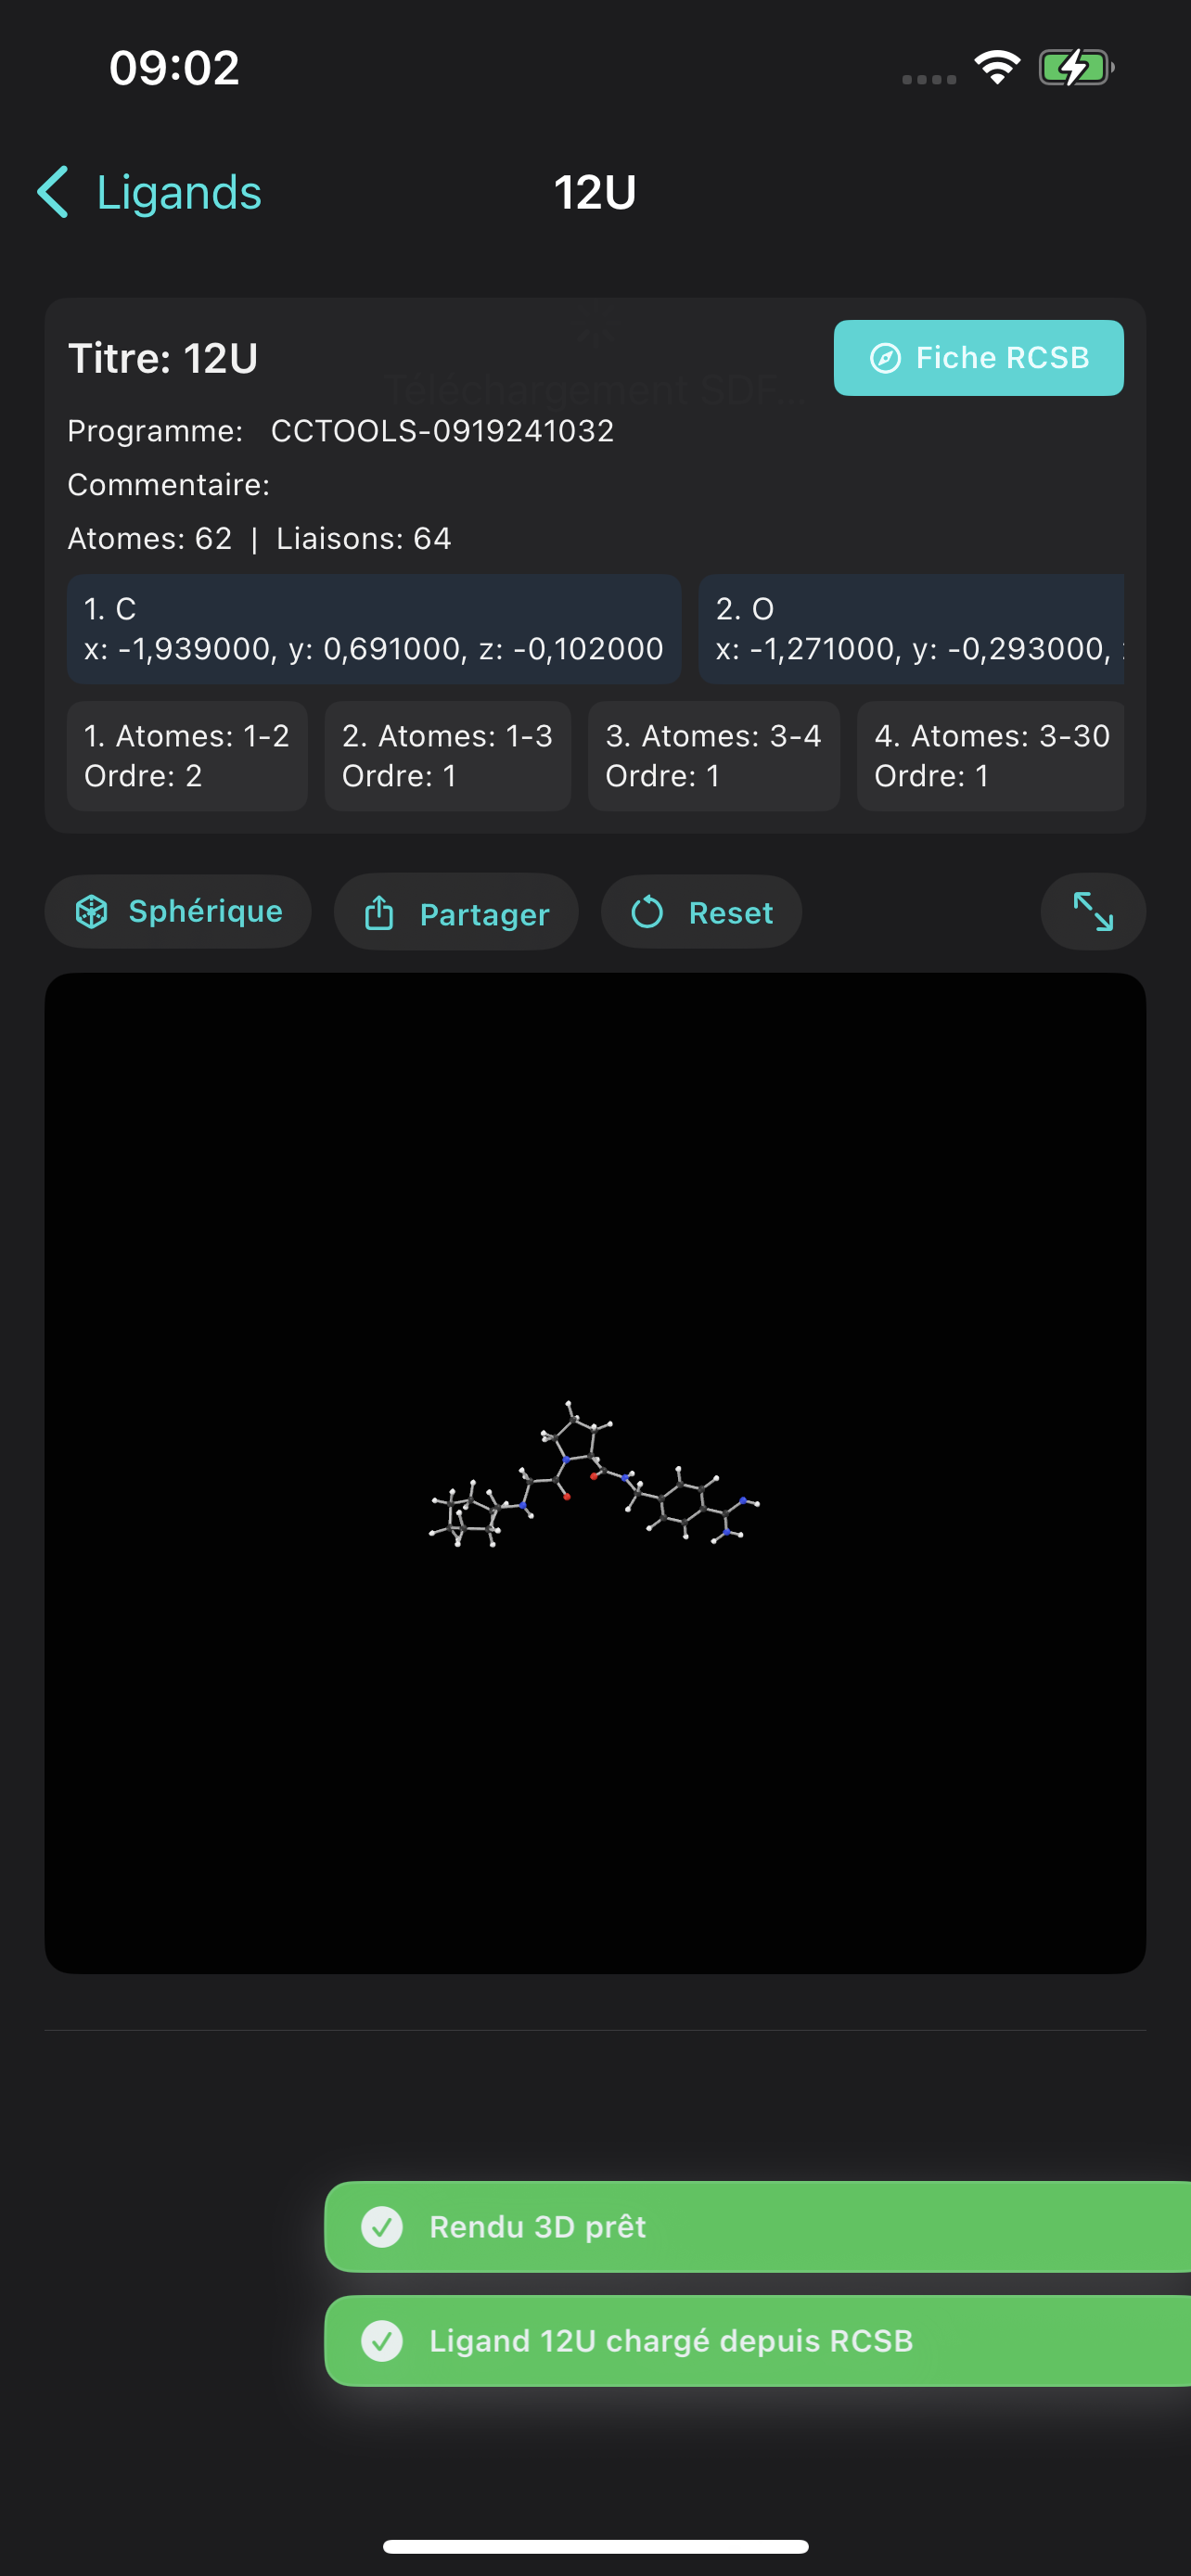 09:02
Ligands
12U
Titre: 12U
Fiche RCSB
Téléchargement SDF...
Programme: CCTOOLS-0919241032
Commentaire:
Atomes: 62 | Liaisons: 64
1. C
x: -1,939000, y: 0,691000, z: -0,102000
2. O
x: -1,271000, y: -0,293000,
1. Atomes: 1-2
Ordre: 2
2. Atomes: 1-3
Ordre: 1
3. Atomes: 3-4
Ordre: 1
4. Atomes: 3-30
Ordre: 1
Sphérique
Partager
Reset
Rendu 3D prêt
Ligand 12U chargé depuis RCSB